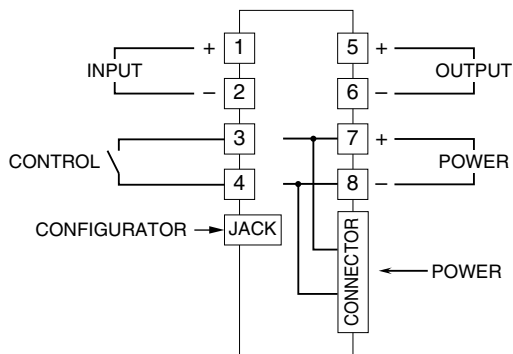 + 1 5 +
INPUT OUTPUT
– 2 6 –
3 7 +
CONTROL POWER
4 8 –
CONFIGURATOR JACK
CONNECTOR
POWER